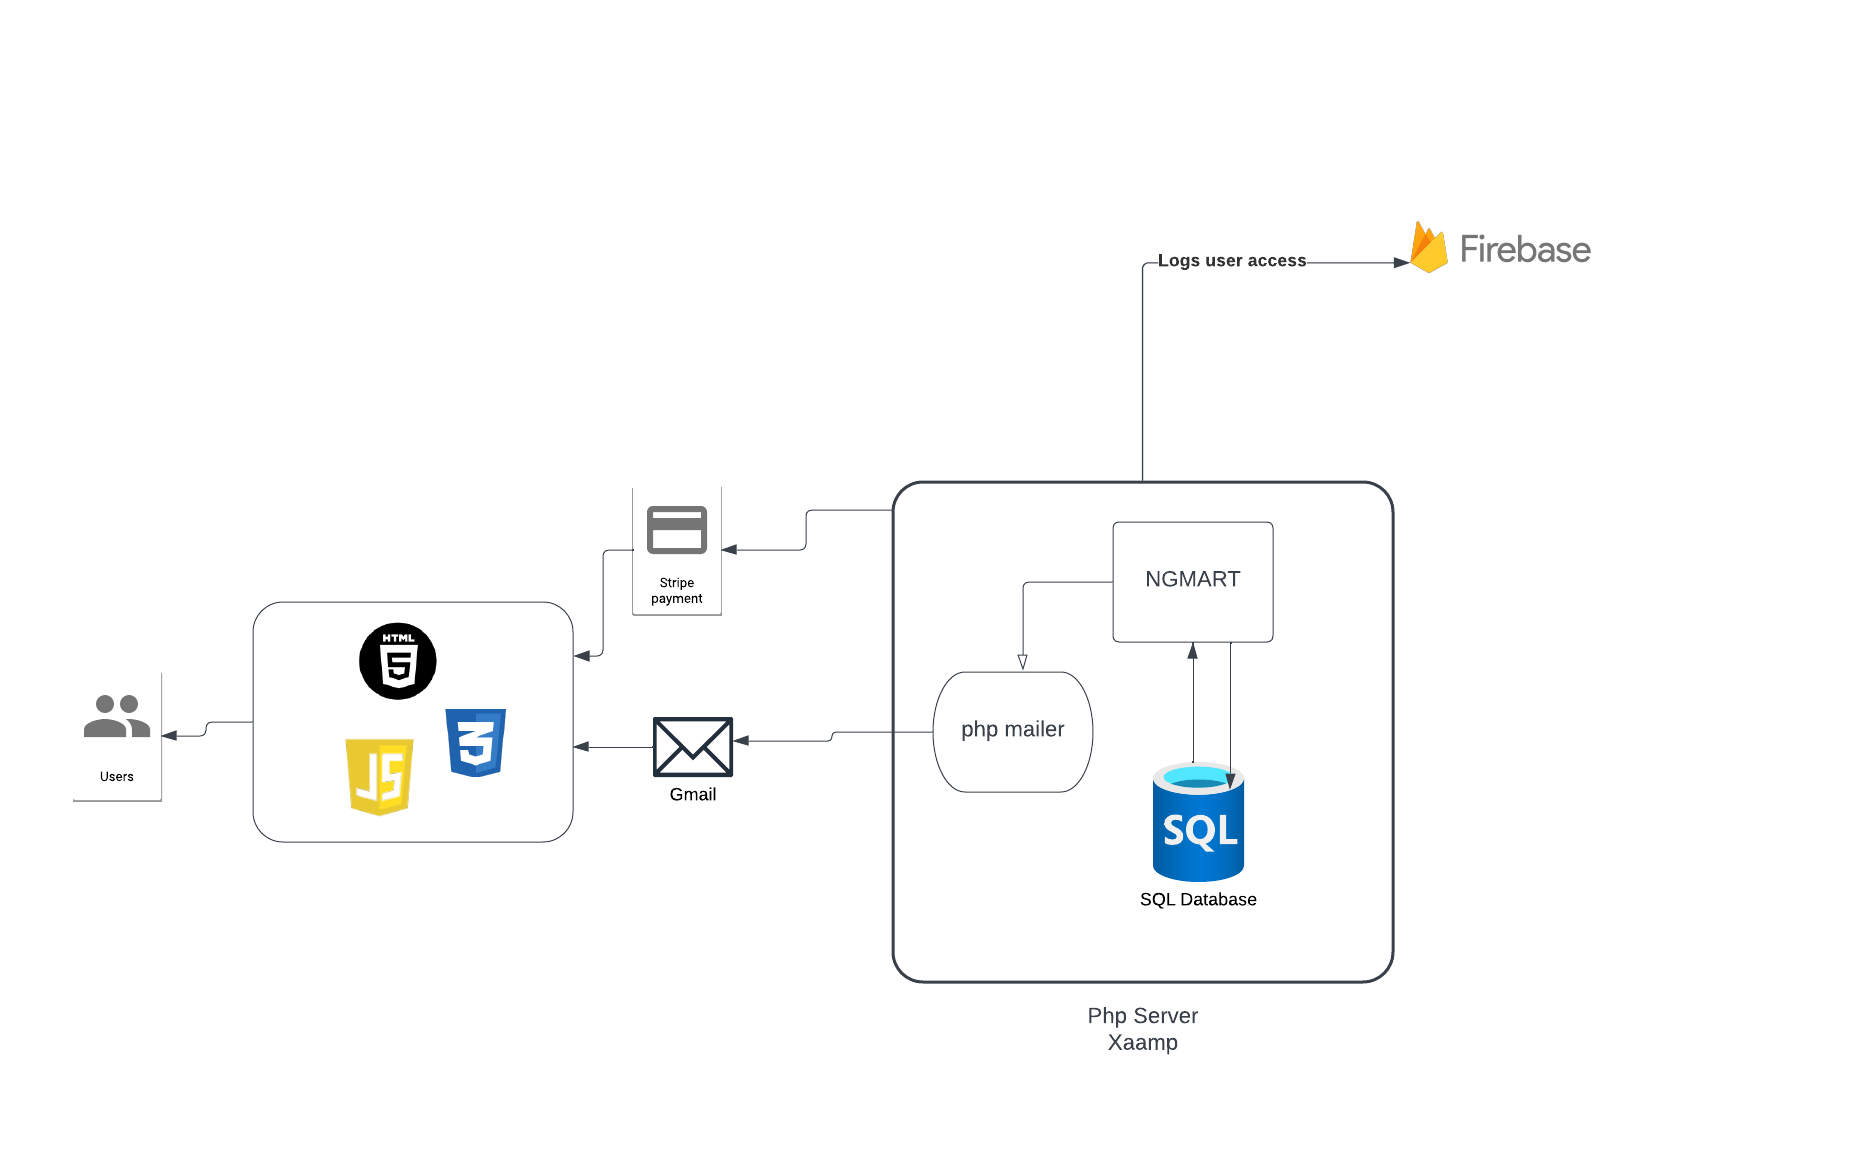 Logs user access
Firebase
Stripe
payment
NGMART
HTML
5
php mailer
JS
3
Users
Gmail
SQL
SQL Database
Php Server
Xaamp